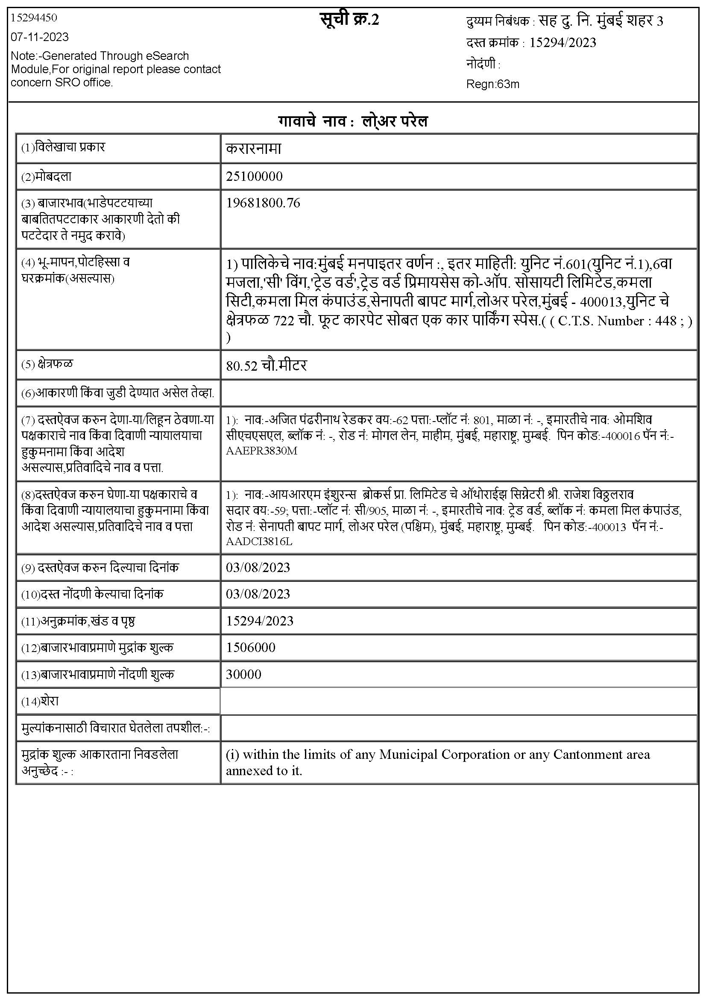 15294450
07-11-2023
Note:-Generated Through eSearch
Module,For original report please contact
concern SRO office.
सूची क्र.2
दुय्यम निबंधक : सह दु. नि. मुंबई शहर 3
दस्त क्रमांक : 15294/2023
नोदंणी :
Regn:63m
गावाचे नाव : लो्अर परेल
(1)विलेखाचा प्रकार
करारनामा
(2)मोबदला
25100000
(3) बाजारभाव(भाडेपटटयाच्या
बाबतितपटटाकार आकारणी देतो की
पटटेदार ते नमुद करावे)
19681800.76
(4) भू-मापन,पोटहिस्सा व
घरक्रमांक(असल्यास)
1) पालिकेचे नाव:मुंबई मनपाइतर वर्णन :, इतर माहिती: युनिट नं.601(युनिट नं.1),6वा
मजला,'सी' विंग,'ट्रेड वर्ड',ट्रेड वर्ड प्रिमायसेस को-ऑप. सोसायटी लिमिटेड,कमला
सिटी,कमला मिल कंपाउंड,सेनापती बापट मार्ग,लोअर परेल,मुंबई - 400013,युनिट चे
क्षेत्रफळ 722 चौ. फूट कारपेट सोबत एक कार पार्किंग स्पेस.( ( C.T.S. Number : 448 ; )
)
(5) क्षेत्रफळ
80.52 चौ.मीटर
(6)आकारणी किंवा जुडी देण्यात असेल तेव्हा.
(7) दस्तऐवज करुन देणा-या/लिहून ठेवणा-या
पक्षकाराचे नाव किंवा दिवाणी न्यायालयाचा
हुकुमनामा किंवा आदेश
असल्यास,प्रतिवादिचे नाव व पत्ता.
1): नाव:-अजित पंढरीनाथ रेडकर वय:-62 पत्ता:-प्लॉट नं: 801, माळा नं: -, इमारतीचे नाव: ओमशिव
सीएचएसएल, ब्लॉक नं: -, रोड नं: मोगल लेन, माहीम, मुंबई, महाराष्ट्र, मुम्बई. पिन कोड:-400016 पॅन नं:-
AAEPR3830M
(8)दस्तऐवज करुन घेणा-या पक्षकाराचे व
किंवा दिवाणी न्यायालयाचा हुकुमनामा किंवा
आदेश असल्यास,प्रतिवादिचे नाव व पत्ता
1): नाव:-आयआरएम इंशुरन्स ब्रोकर्स प्रा. लिमिटेड चे ऑथोराईझ सिग्नेटरी श्री. राजेश विठ्ठलराव
सदार वय:-59; पत्ता:-प्लॉट नं: सी/905, माळा नं: -, इमारतीचे नाव: ट्रेड वर्ड, ब्लॉक नं: कमला मिल कंपाउंड,
रोड नं: सेनापती बापट मार्ग, लोअर परेल (पश्चिम), मुंबई, महाराष्ट्र, मुम्बई. पिन कोड:-400013 पॅन नं:-
AADCI3816L
(9) दस्तऐवज करुन दिल्याचा दिनांक
03/08/2023
(10)दस्त नोंदणी केल्याचा दिनांक
03/08/2023
(11)अनुक्रमांक,खंड व पृष्ठ
15294/2023
(12)बाजारभावाप्रमाणे मुद्रांक शुल्क
1506000
(13)बाजारभावाप्रमाणे नोंदणी शुल्क
30000
(14)शेरा
मुल्यांकनासाठी विचारात घेतलेला तपशील:-:
मुद्रांक शुल्क आकारताना निवडलेला
अनुच्छेद :- :
(i) within the limits of any Municipal Corporation or any Cantonment area
annexed to it.